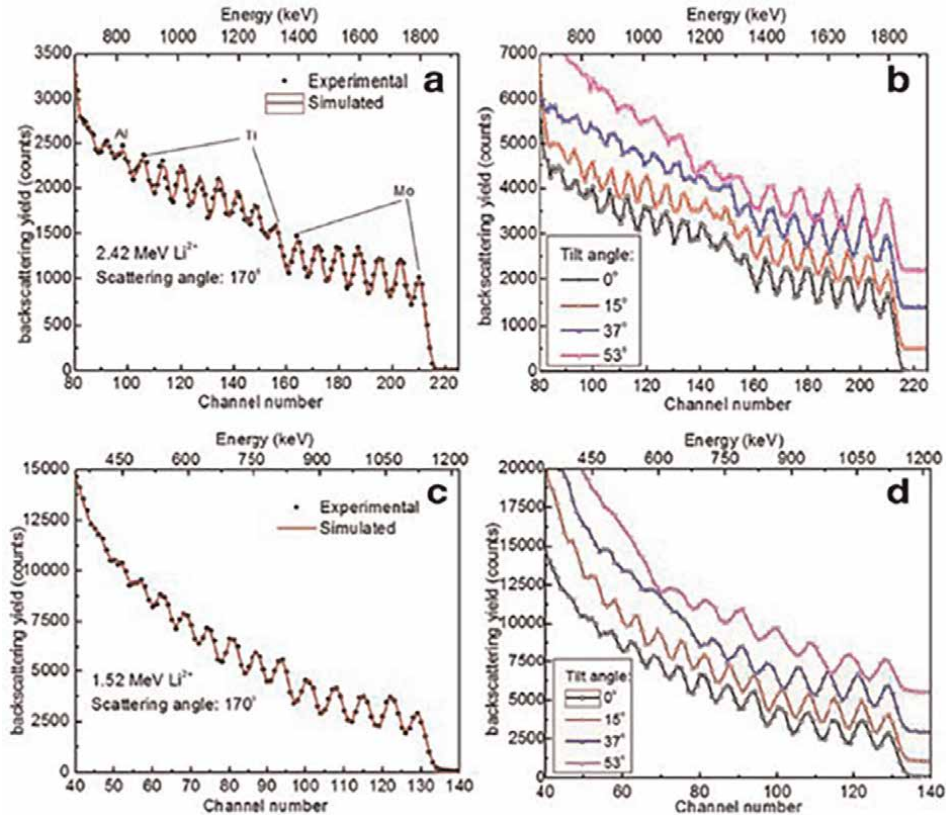 Energy (keV)
800 1000 1200 1400 1600 1800
3500
3000
2500
2000
1500
1000
500
0
backscattering yield (counts)
a
Experimental
Simulated
Al
Ti
Mo
2.42 MeV Li²⁺
Scattering angle: 170°
80 100 120 140 160 180 200 220
Channel number
Energy (keV)
800 1000 1200 1400 1600 1800
7000
6000
5000
4000
3000
2000
1000
0
backscattering yield (counts)
b
Tilt angle:
0°
15°
37°
53°
80 100 120 140 160 180 200 220
Channel number
Energy (keV)
450 600 750 900 1050 1200
15000
12500
10000
7500
5000
2500
0
backscattering yield (counts)
c
Experimental
Simulated
1.52 MeV Li²⁺
Scattering angle: 170°
40 50 60 70 80 90 100 110 120 130 140
Channel number
Energy (keV)
450 600 750 900 1050 1200
20000
17500
15000
12500
10000
7500
5000
2500
0
backscattering yield (counts)
d
Tilt angle:
0°
15°
37°
53°
40 60 80 100 120 140
Channel number